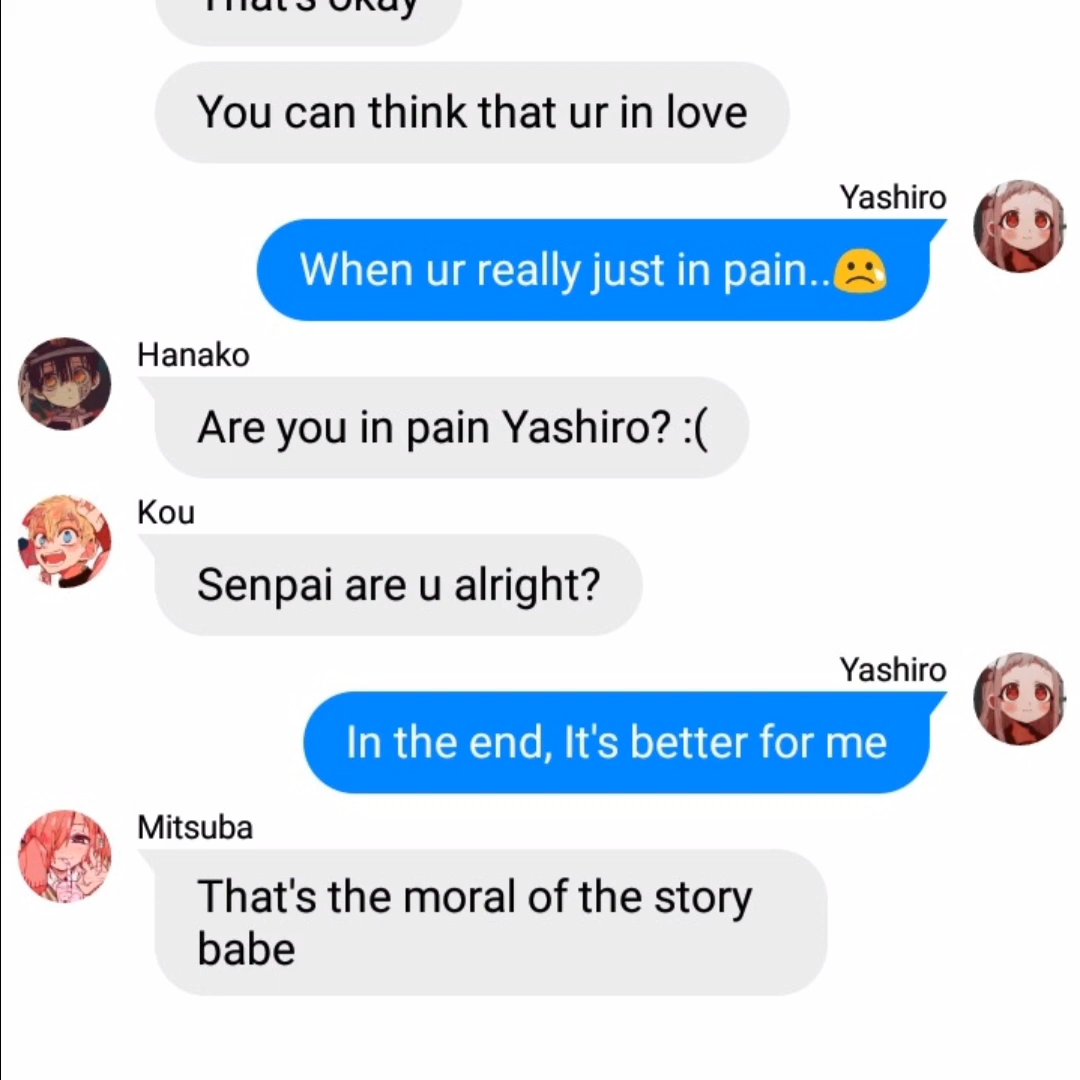 That's okay
You can think that ur in love
Yashiro
When ur really just in pain..😢
Hanako
Are you in pain Yashiro? :(
Kou
Senpai are u alright?
Yashiro
In the end, It's better for me
Mitsuba
That's the moral of the story
babe